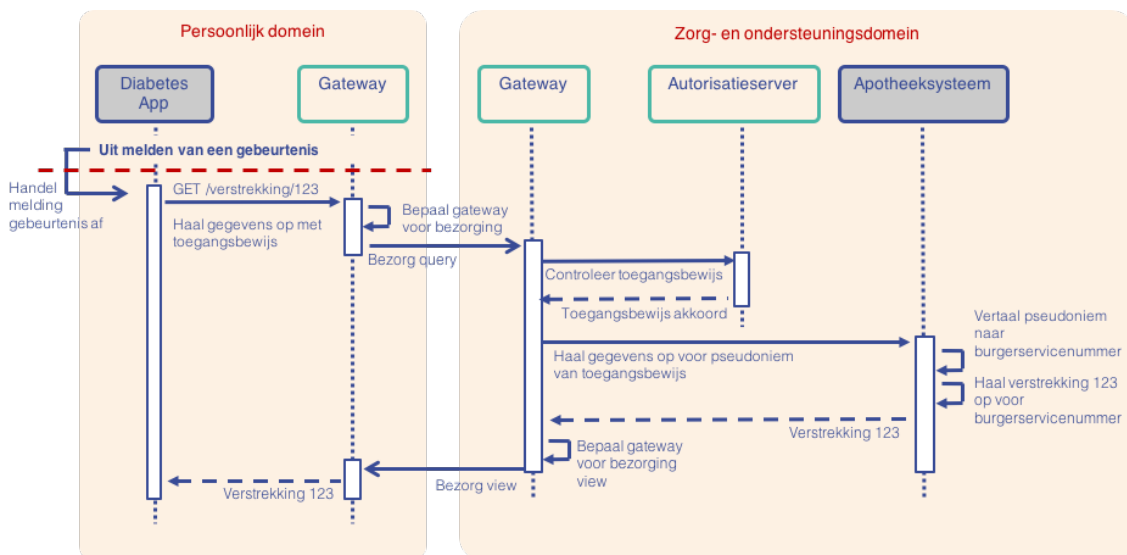 Persoonlijk domein
Zorg- en ondersteuningsdomein
Diabetes
App
Gateway
Gateway
Autorisatieserver
Apotheeksysteem
Uit melden van een gebeurtenis
Handel
melding
gebeurtenis af
GET /verstrekking/123
Haal gegevens op met
toegangsbewijs
Bepaal gateway
voor bezorging
Bezorg query
Controleer toegangsbewijs
Toegangsbewijs akkoord
Haal gegevens op voor pseudoniem
van toegangsbewijs
Vertaal pseudoniem
naar
burgerservicenummer
Haal verstrekking 123
op voor
burgerservicenummer
Verstrekking 123
Bepaal gateway
voor bezorging
view
Bezorg view
Verstrekking 123